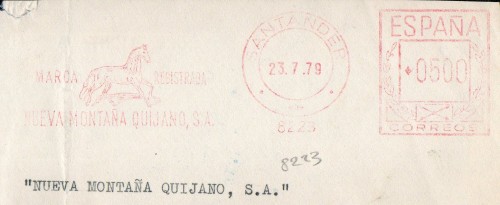 MARCA REGISTRADA
NUEVA MONTAÑA QUIJANO, S.A.
SANTANDER
23.7.79
8223
ESPAÑA
0500
CORREOS
8223
"NUEVA MONTAÑA QUIJANO, S.A."